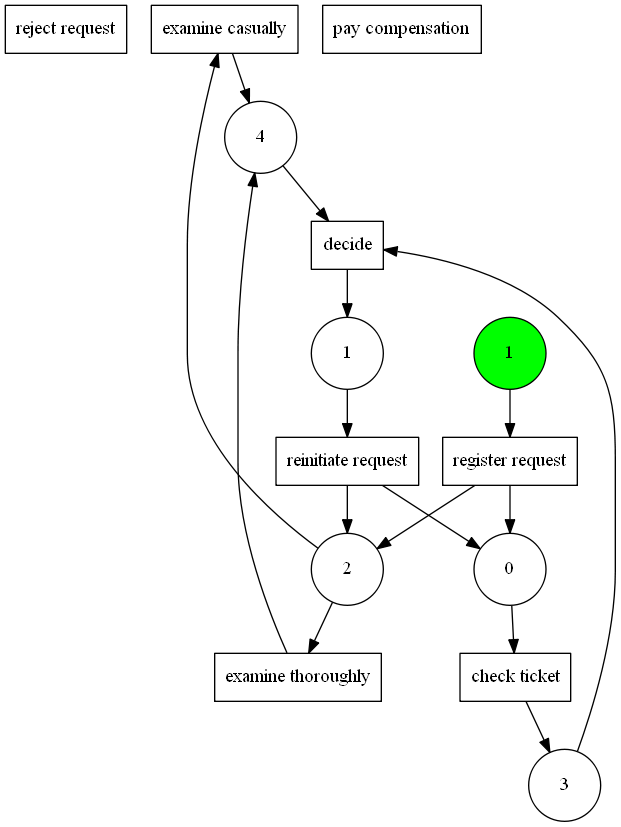 reject request
examine casually
pay compensation
4
decide
1
1
reinitiate request
register request
2
0
examine thoroughly
check ticket
3